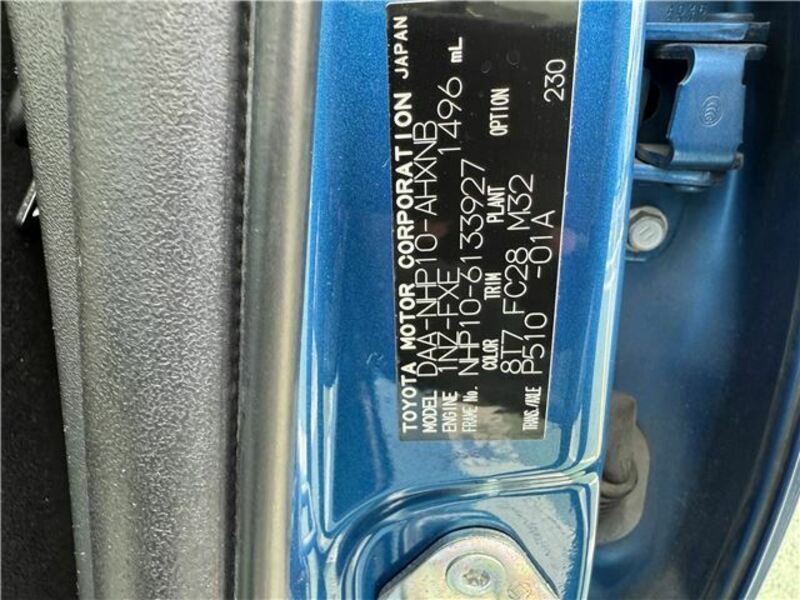 TOYOTA MOTOR CORPORATION JAPAN
MODEL DAA-NHP10-AHXNB
ENGINE 1NZ-FXE 1496 mL
FRAME No. NHP10-6133927
COLOR TRIM PLANT OPTION
8T7 FC28 M32
TRANS./AXLE P510 -01A 230